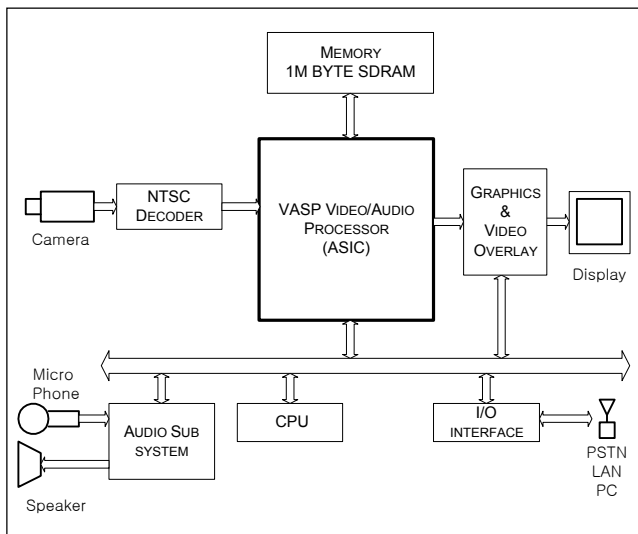 MEMORY
1M BYTE SDRAM
NTSC
DECODER
Camera
VASP VIDEO/AUDIO
PROCESSOR
(ASIC)
GRAPHICS
&
VIDEO
OVERLAY
Display
Micro
Phone
AUDIO SUB
SYSTEM
Speaker
CPU
I/O
INTERFACE
PSTN
LAN
PC